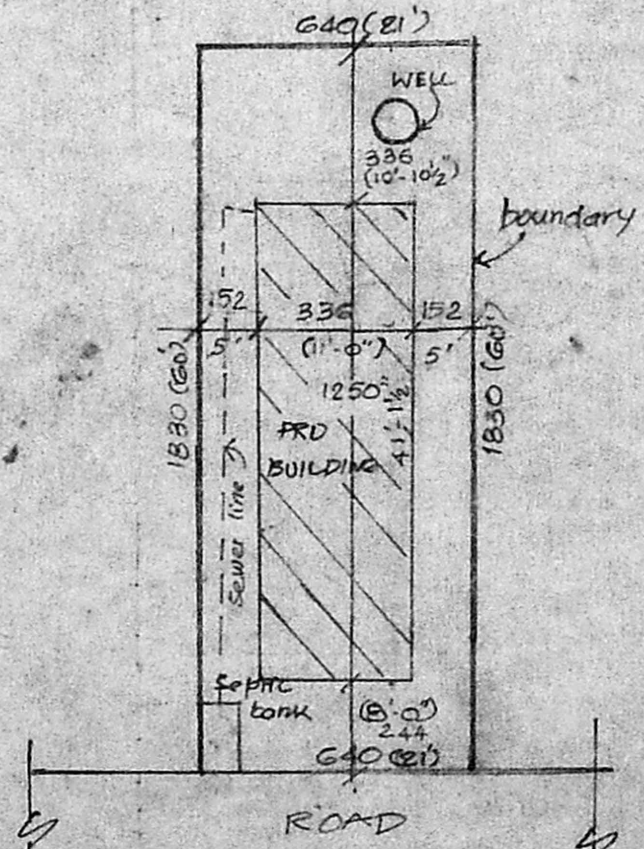 640(21')
WELL
336
(10'-10½")
boundary
152
336
152
5'
(11'-0")
5'
1830 (60')
1250
41'-1½"
1830 (60')
PRO
BUILDING
Sewer line
Septic
tank
(8'-0")
244
640 (21')
ROAD